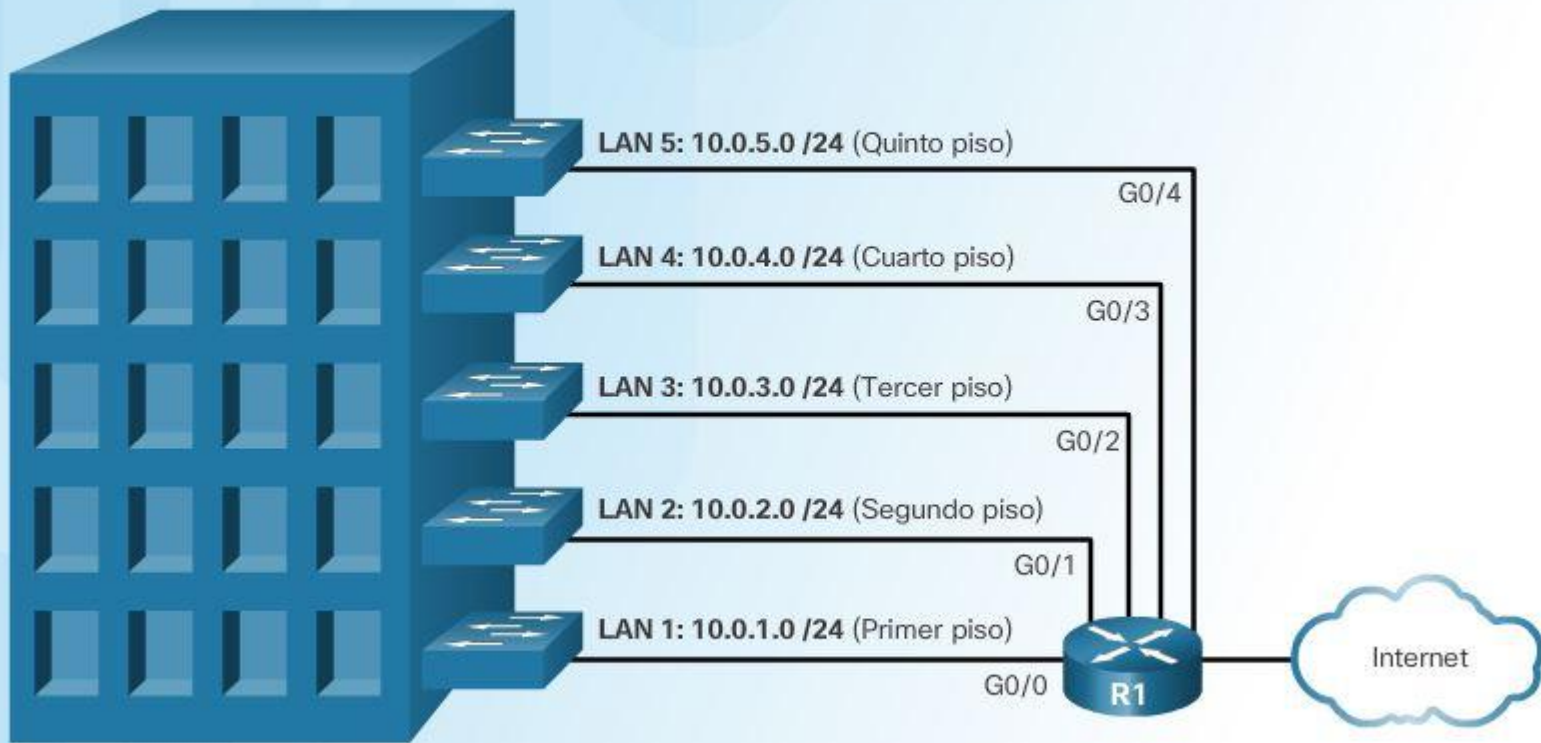 LAN 5: 10.0.5.0 /24 (Quinto piso)
G0/4
LAN 4: 10.0.4.0 /24 (Cuarto piso)
G0/3
LAN 3: 10.0.3.0 /24 (Tercer piso)
G0/2
LAN 2: 10.0.2.0 /24 (Segundo piso)
G0/1
LAN 1: 10.0.1.0 /24 (Primer piso)
G0/0
R1
Internet